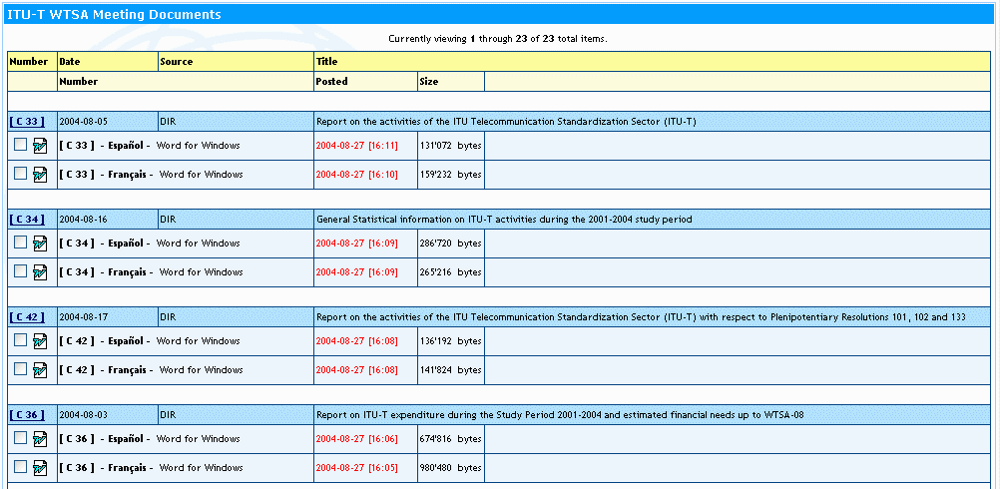 ITU-T WTSA Meeting Documents
Currently viewing 1 through 23 of 23 total items.
Number Date Source Title
Number Posted Size
[ C 33 ] 2004-08-05 DIR Report on the activities of the ITU Telecommunication Standardization Sector (ITU-T)
[ C 33 ] - Español - Word for Windows 2004-08-27 [16:11] 131'072 bytes
[ C 33 ] - Français - Word for Windows 2004-08-27 [16:10] 159'232 bytes
[ C 34 ] 2004-08-16 DIR General Statistical information on ITU-T activities during the 2001-2004 study period
[ C 34 ] - Español - Word for Windows 2004-08-27 [16:09] 286'720 bytes
[ C 34 ] - Français - Word for Windows 2004-08-27 [16:09] 265'216 bytes
[ C 42 ] 2004-08-17 DIR Report on the activities of the ITU Telecommunication Standardization Sector (ITU-T) with respect to Plenipotentiary Resolutions 101, 102 and 133
[ C 42 ] - Español - Word for Windows 2004-08-27 [16:08] 136'192 bytes
[ C 42 ] - Français - Word for Windows 2004-08-27 [16:08] 141'824 bytes
[ C 36 ] 2004-08-03 DIR Report on ITU-T expenditure during the Study Period 2001-2004 and estimated financial needs up to WTSA-08
[ C 36 ] - Español - Word for Windows 2004-08-27 [16:06] 674'816 bytes
[ C 36 ] - Français - Word for Windows 2004-08-27 [16:05] 980'480 bytes